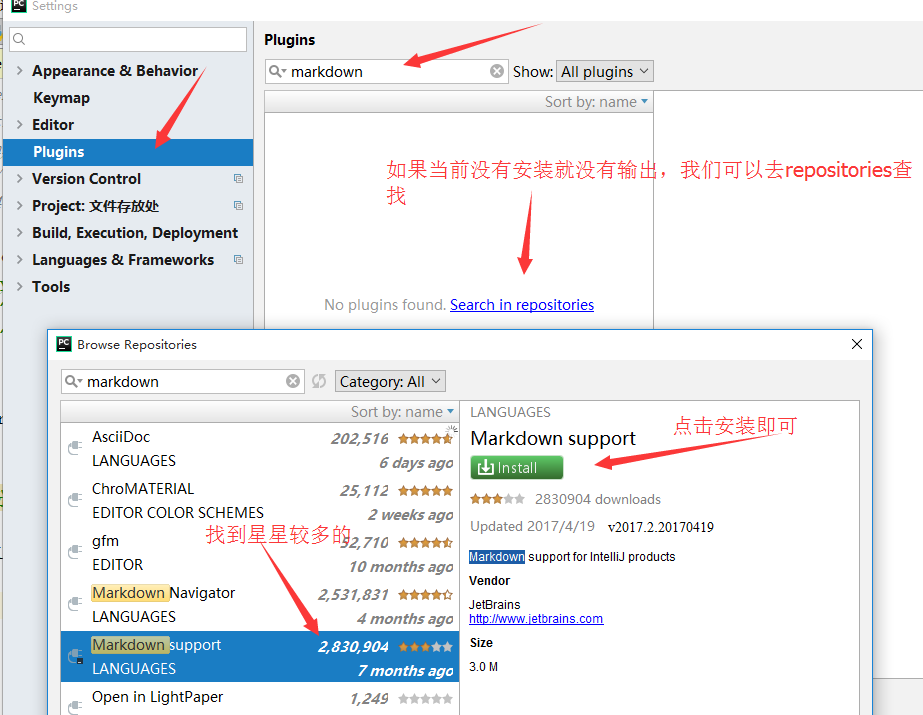 PC Settings
Plugins
markdown
Show: All plugins
Sort by: name
Appearance & Behavior
Keymap
Editor
Plugins
Version Control
Project: 文件存放处
Build, Execution, Deployment
Languages & Frameworks
Tools
如果当前没有安装就没有输出，我们可以去repositories查
找
No plugins found. Search in repositories
PC Browse Repositories
markdown
Category: All
Sort by: name
AsciiDoc 202,516
LANGUAGES 6 days ago
ChroMATERIAL 25,112
EDITOR COLOR SCHEMES 2 weeks ago
找到星星较多的
gfm 52,710
EDITOR 10 months ago
Markdown Navigator 2,531,831
LANGUAGES 4 months ago
Markdown support 2,830,904
LANGUAGES 7 months ago
Open in LightPaper 1,249
LANGUAGES
点击安装即可
Markdown support
Install
2830904 downloads
Updated 2017/4/19 v2017.2.20170419
Markdown support for IntelliJ products
Vendor
JetBrains
http://www.jetbrains.com
Size
3.0 M